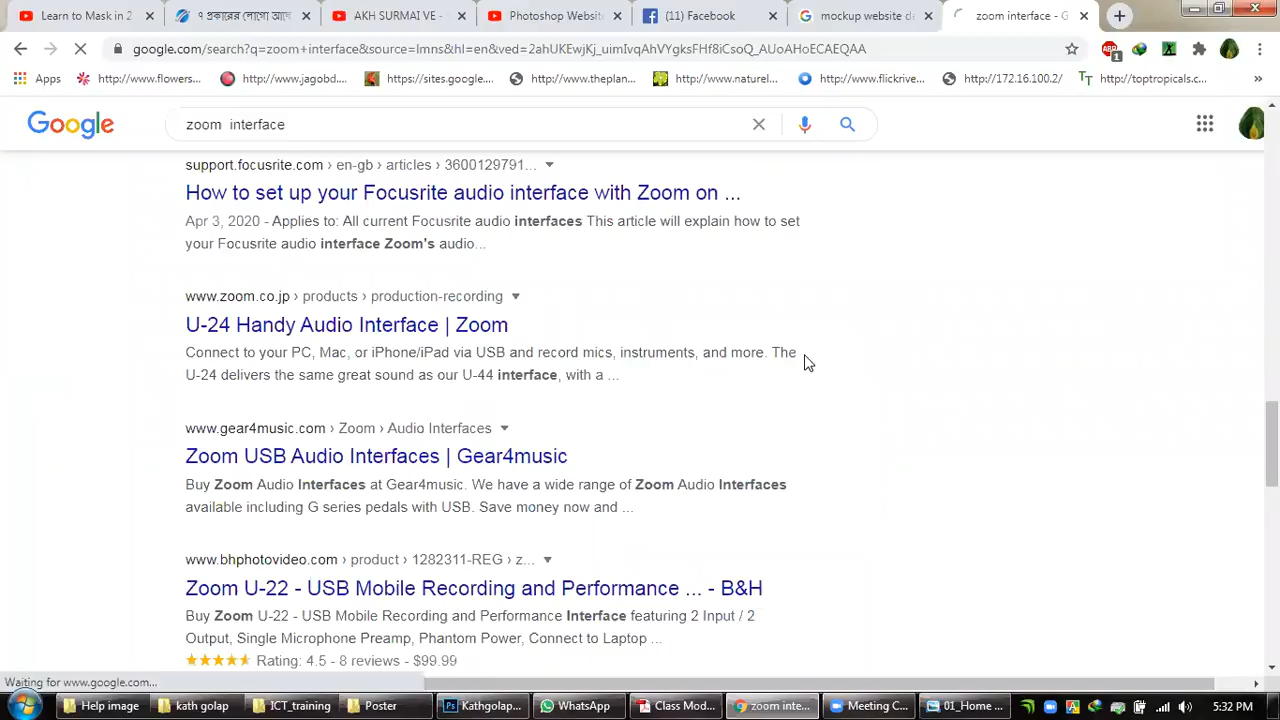 Learn to Mask in 2
৭ প্রকারের লোগো আছে
AKH SURMAI VE -
Photoshop Website
(11) Facebook
mockup website de
zoom interface - G
google.com/search?q=zoom+interface&source=lmns&hl=en&ved=2ahUKEwjKj_uimIvqAhVYgksFHf8iCsoQ_AUoAHoECAEQAA
ABP
1
Apps
http://www.flowers...
http://www.jagobd....
https://sites.google...
http://www.theplan...
http://www.naturel...
http://www.flickrive...
http://172.16.100.2/
TT http://toptropicals.c...
»
Google
zoom interface
support.focusrite.com › en-gb › articles › 3600129791...
How to set up your Focusrite audio interface with Zoom on ...
Apr 3, 2020 - Applies to: All current Focusrite audio interfaces This article will explain how to set
your Focusrite audio interface Zoom's audio...
www.zoom.co.jp › products › production-recording
U-24 Handy Audio Interface | Zoom
Connect to your PC, Mac, or iPhone/iPad via USB and record mics, instruments, and more. The
U-24 delivers the same great sound as our U-44 interface, with a ...
www.gear4music.com › Zoom › Audio Interfaces
Zoom USB Audio Interfaces | Gear4music
Buy Zoom Audio Interfaces at Gear4music. We have a wide range of Zoom Audio Interfaces
available including G series pedals with USB. Save money now and ...
www.bhphotovideo.com › product › 1282311-REG › z...
Zoom U-22 - USB Mobile Recording and Performance ... - B&H
Buy Zoom U-22 - USB Mobile Recording and Performance Interface featuring 2 Input / 2
Output, Single Microphone Preamp, Phantom Power, Connect to Laptop ...
Rating: 4.5 - 8 reviews - $99.99
Waiting for www.google.com...
Help image
kath golap
ICT_training
Poster
Ps Kathgolap...
WhatsApp
Class Mod...
zoom inte...
Meeting C...
01_Home ...
5:32 PM